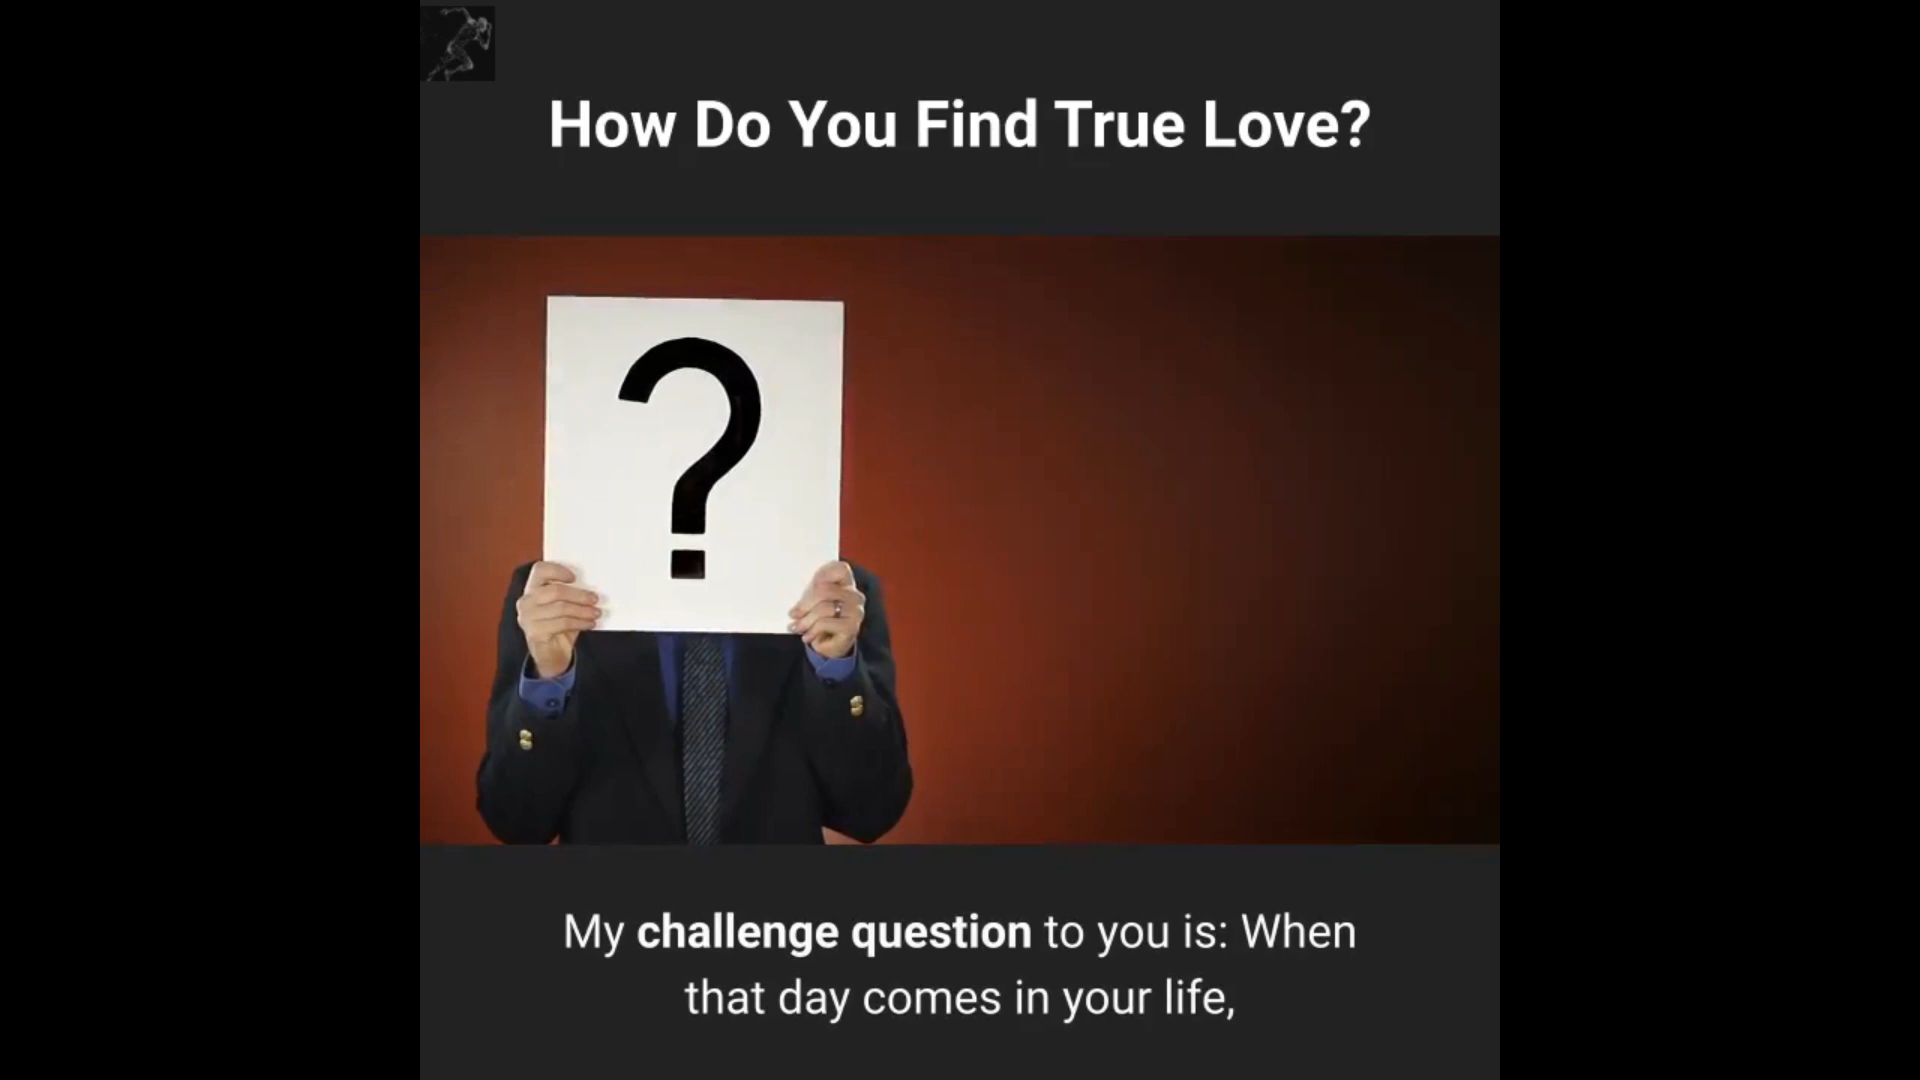 How Do You Find True Love?
?
My challenge question to you is: When
that day comes in your life,